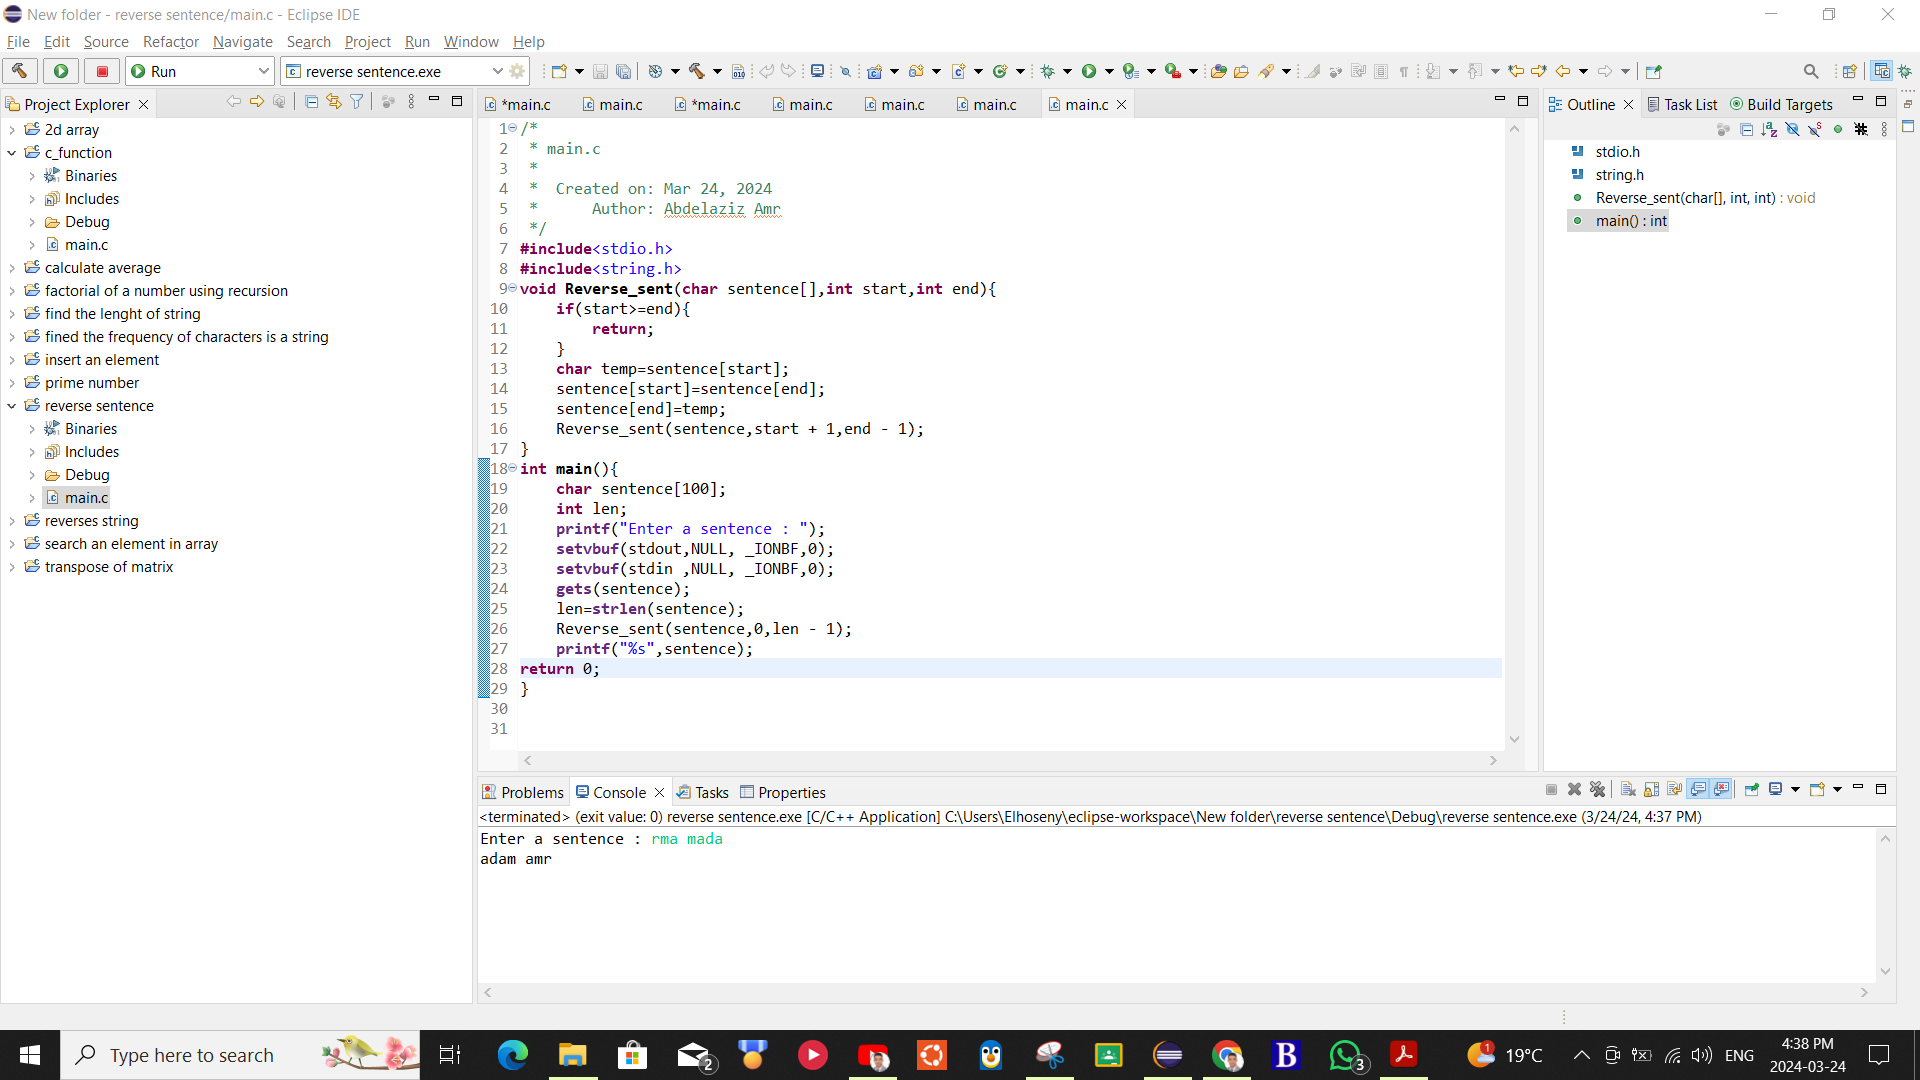 New folder - reverse sentence/main.c - Eclipse IDE
File Edit Source Refactor Navigate Search Project Run Window Help
Run
reverse sentence.exe
Project Explorer
2d array
c_function
Binaries
Includes
Debug
main.c
calculate average
factorial of a number using recursion
find the lenght of string
fined the frequency of characters is a string
insert an element
prime number
reverse sentence
Binaries
Includes
Debug
main.c
reverses string
search an element in array
transpose of matrix
*main.c main.c *main.c main.c main.c main.c main.c
1 /*
2 * main.c
3 *
4 * Created on: Mar 24, 2024
5 * Author: Abdelaziz Amr
6 */
7 #include<stdio.h>
8 #include<string.h>
9 void Reverse_sent(char sentence[],int start,int end){
10 if(start>=end){
11 return;
12 }
13 char temp=sentence[start];
14 sentence[start]=sentence[end];
15 sentence[end]=temp;
16 Reverse_sent(sentence,start + 1,end - 1);
17 }
18 int main(){
19 char sentence[100];
20 int len;
21 printf("Enter a sentence : ");
22 setvbuf(stdout,NULL, _IONBF,0);
23 setvbuf(stdin ,NULL, _IONBF,0);
24 gets(sentence);
25 len=strlen(sentence);
26 Reverse_sent(sentence,0,len - 1);
27 printf("%s",sentence);
28 return 0;
29 }
30
31
Outline Task List Build Targets
stdio.h
string.h
Reverse_sent(char[], int, int) : void
main() : int
Problems Console Tasks Properties
<terminated> (exit value: 0) reverse sentence.exe [C/C++ Application] C:\Users\Elhoseny\eclipse-workspace\New folder\reverse sentence\Debug\reverse sentence.exe (3/24/24, 4:37 PM)
Enter a sentence : rma mada
adam amr
Type here to search
2
B
3
1
19°C
ENG
4:38 PM
2024-03-24